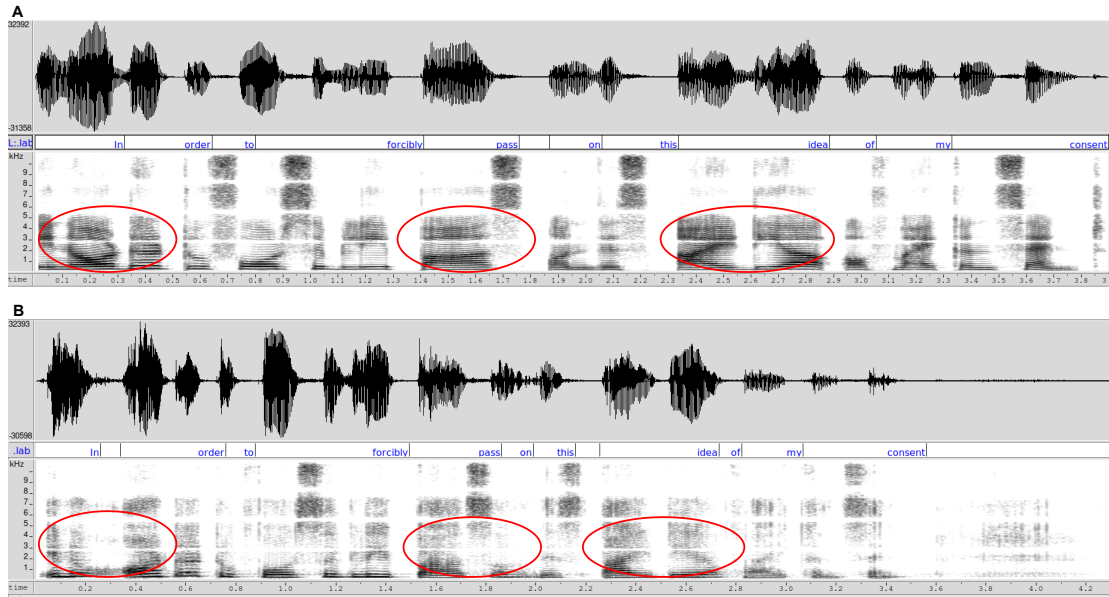 A
32392
-31358
L:.lab In order to forcibly pass on this idea of my consent
kHz
9
8
7
6
5
4
3
2
1
time 0.1 0.2 0.3 0.4 0.5 0.6 0.7 0.8 0.9 1.0 1.1 1.2 1.3 1.4 1.5 1.6 1.7 1.8 1.9 2.0 2.1 2.2 2.3 2.4 2.5 2.6 2.7 2.8 2.9 3.0 3.1 3.2 3.3 3.4 3.5 3.6 3.7 3.8 3
B
32393
-30598
.lab In order to forcibly pass on this idea of my consent
kHz
9
8
7
6
5
4
3
2
1
time 0.2 0.4 0.6 0.8 1.0 1.2 1.4 1.6 1.8 2.0 2.2 2.4 2.6 2.8 3.0 3.2 3.4 3.6 3.8 4.0 4.2